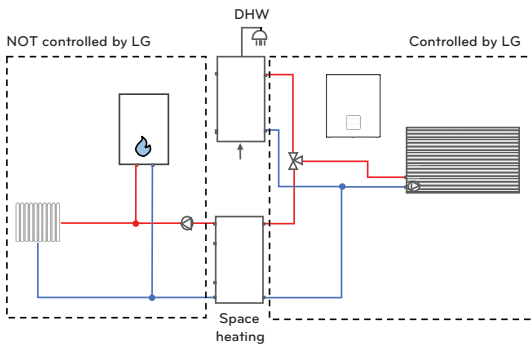 DHW
NOT controlled by LG
Controlled by LG
Space
heating